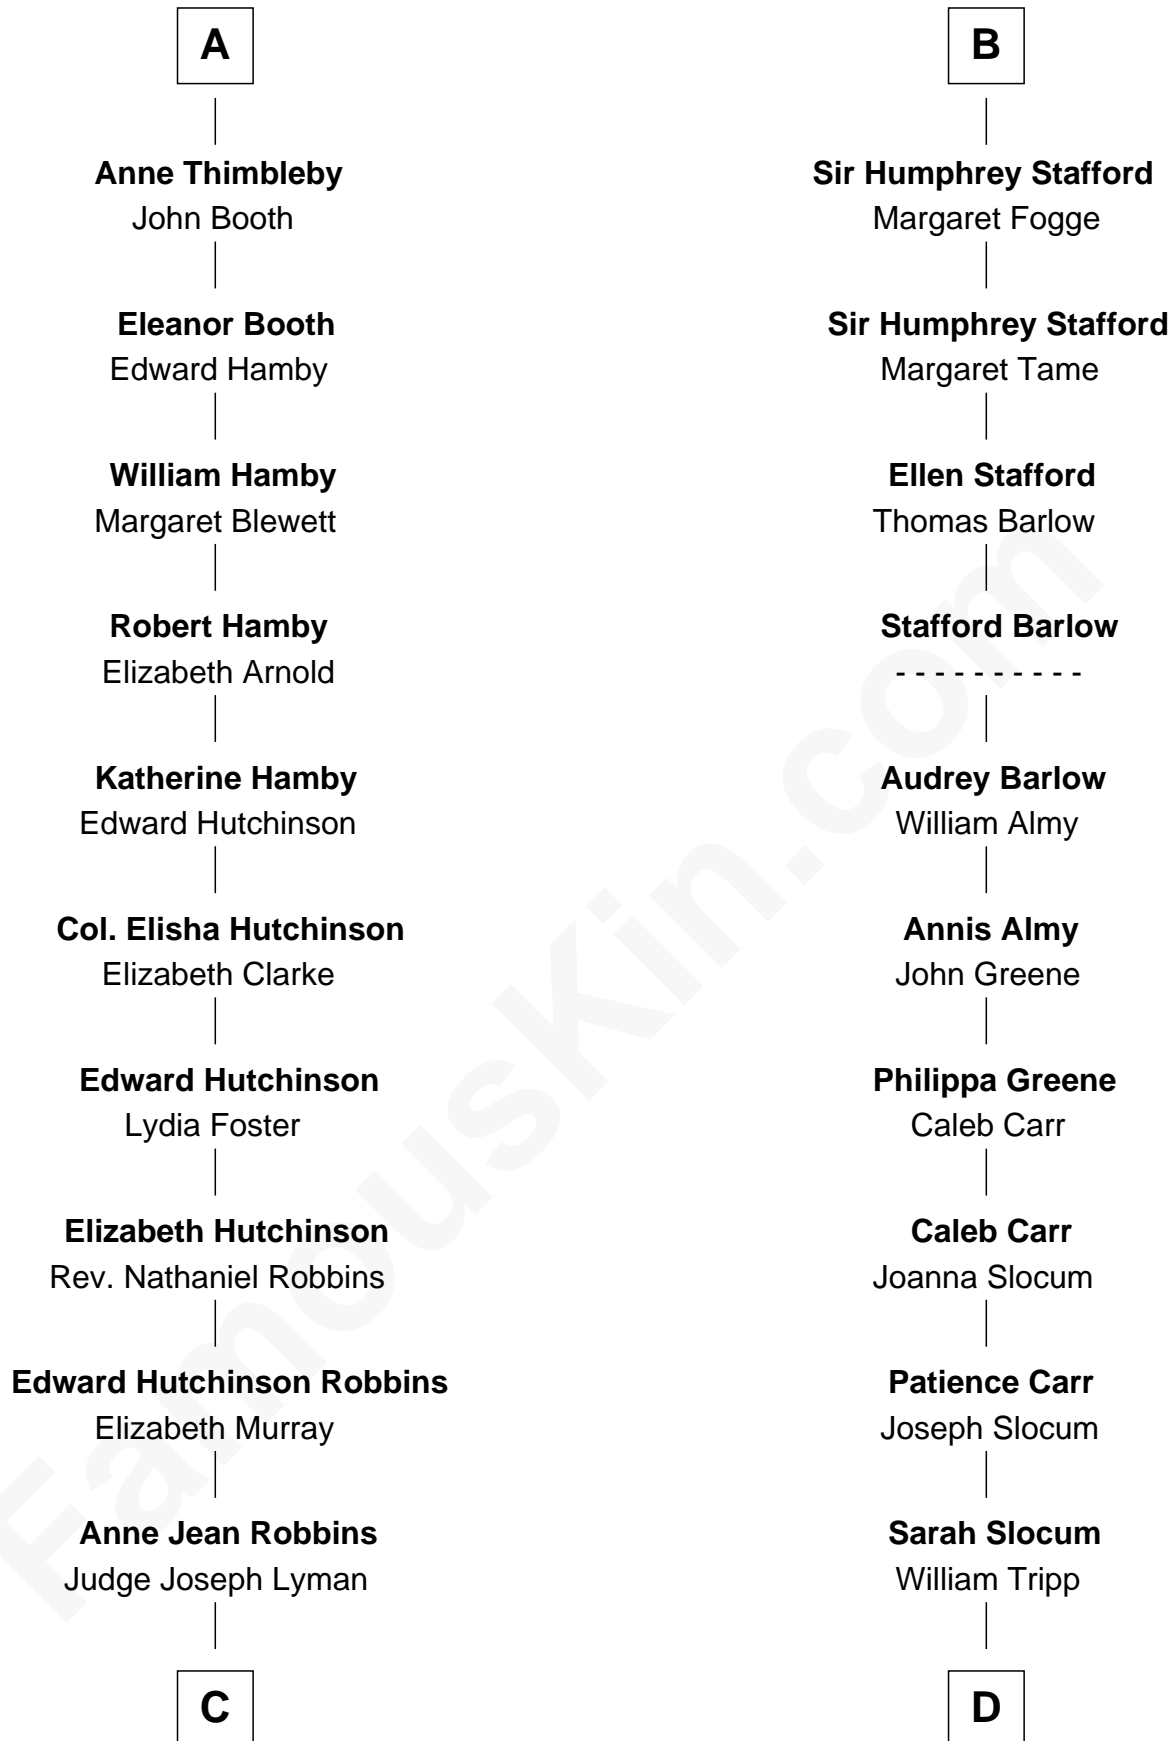 A
Anne Thimbleby
John Booth
Eleanor Booth
Edward Hamby
William Hamby
Margaret Blewett
Robert Hamby
Elizabeth Arnold
Katherine Hamby
Edward Hutchinson
Col. Elisha Hutchinson
Elizabeth Clarke
Edward Hutchinson
Lydia Foster
Elizabeth Hutchinson
Rev. Nathaniel Robbins
Edward Hutchinson Robbins
Elizabeth Murray
Anne Jean Robbins
Judge Joseph Lyman
C
B
Sir Humphrey Stafford
Margaret Fogge
Sir Humphrey Stafford
Margaret Tame
Ellen Stafford
Thomas Barlow
Stafford Barlow
- - - - - - - - - -
Audrey Barlow
William Almy
Annis Almy
John Greene
Philippa Greene
Caleb Carr
Caleb Carr
Joanna Slocum
Patience Carr
Joseph Slocum
Sarah Slocum
William Tripp
D
FamousKin.com